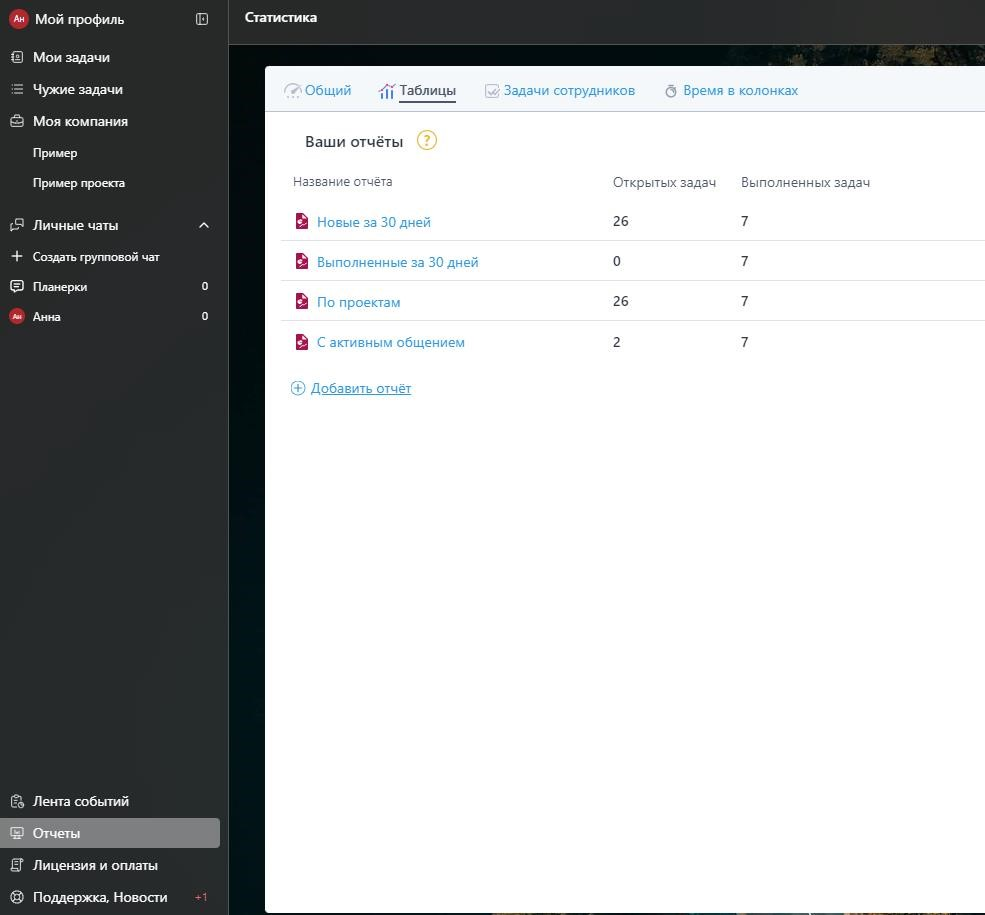 Ан Мой профиль
Мои задачи
Чужие задачи
Моя компания
Пример
Пример проекта
Личные чаты
Создать групповой чат
Планерки 0
Ан Анна 0
Лента событий
Отчеты
Лицензия и оплаты
Поддержка, Новости +1
Статистика
Общий Таблицы Задачи сотрудников Время в колонках
Ваши отчёты ?
Название отчёта Открытых задач Выполненных задач
Новые за 30 дней 26 7
Выполненные за 30 дней 0 7
По проектам 26 7
С активным общением 2 7
Добавить отчёт